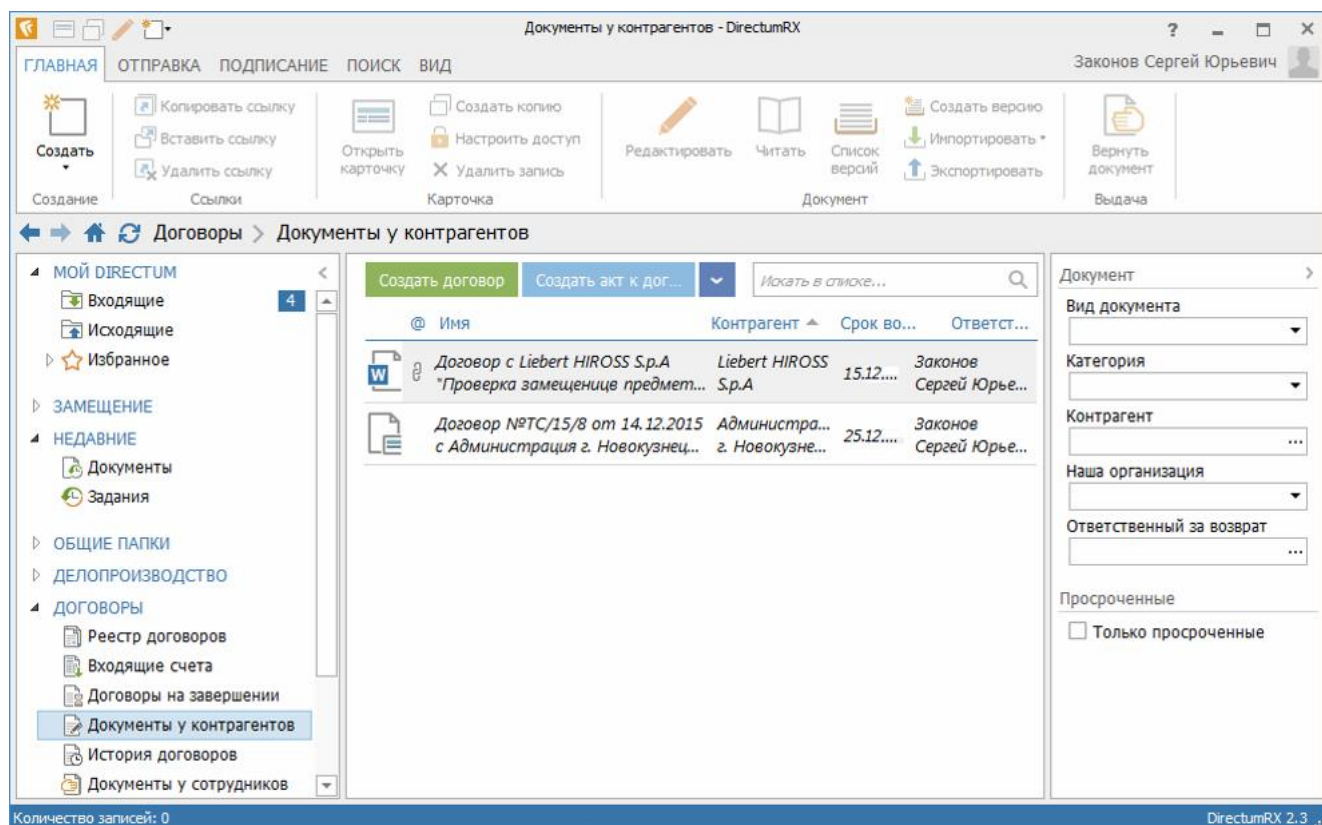 Документы у контрагентов - DirectumRX
?
Законов Сергей Юрьевич
ГЛАВНАЯ ОТПРАВКА ПОДПИСАНИЕ ПОИСК ВИД
Создать
Создание
Копировать ссылку
Вставить ссылку
Удалить ссылку
Ссылки
Открыть
карточку
Создать копию
Настроить доступ
Удалить запись
Карточка
Редактировать
Читать
Список
версий
Создать версию
Импортировать
Экспортировать
Документ
Вернуть
документ
Выдача
Договоры > Документы у контрагентов
МОЙ DIRECTUM
Входящие 4
Исходящие
Избранное
ЗАМЕЩЕНИЕ
НЕДАВНИЕ
Документы
Задания
ОБЩИЕ ПАПКИ
ДЕЛОПРОИЗВОДСТВО
ДОГОВОРЫ
Реестр договоров
Входящие счета
Договоры на завершении
Документы у контрагентов
История договоров
Документы у сотрудников
Создать договор Создать акт к дог... Искать в списке...
@ Имя Контрагент Срок во... Ответст...
Договор с Liebert HIROSS S.p.A Liebert HIROSS 15.12.... Законов
"Проверка замещенице предмет... S.p.A Сергей Юрье...
Договор №ТС/15/8 от 14.12.2015 Администра... 25.12.... Законов
с Администрация г. Новокузнец... г. Новокузне... Сергей Юрье...
Документ
Вид документа
Категория
Контрагент
...
Наша организация
Ответственный за возврат
...
Просроченные
Только просроченные
Количество записей: 0
DirectumRX 2.3